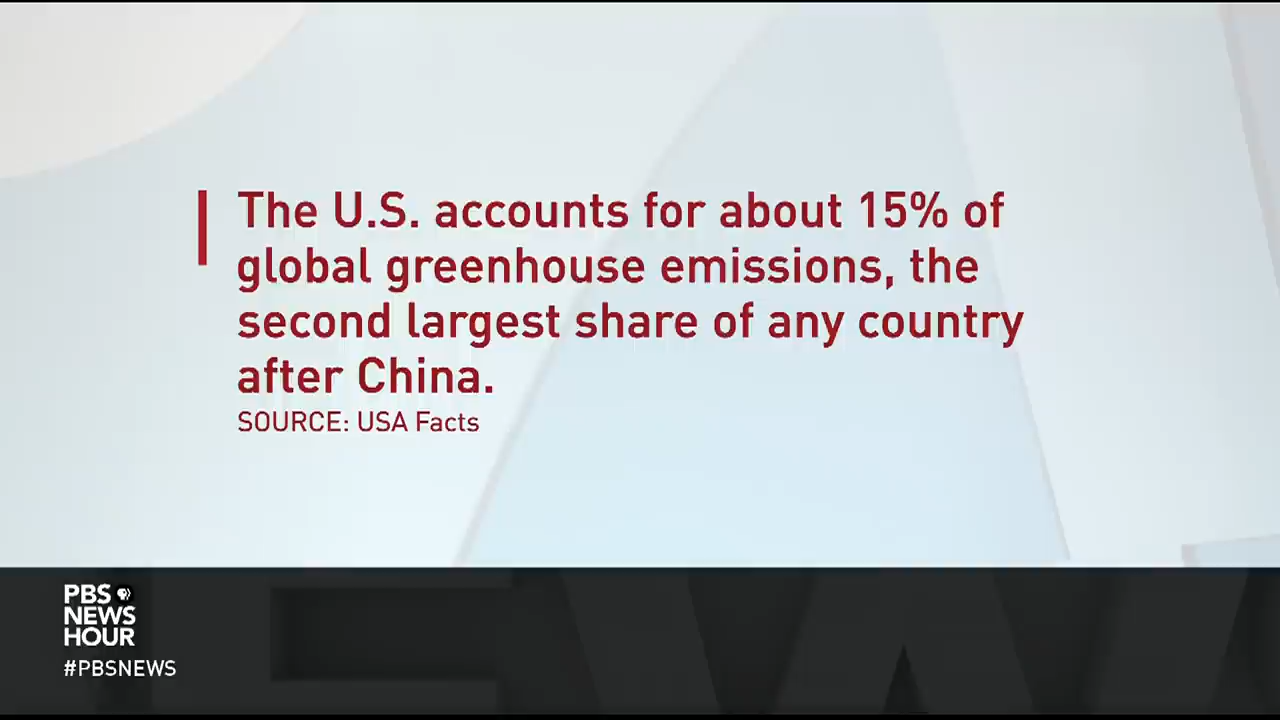 The U.S. accounts for about 15% of
global greenhouse emissions, the
second largest share of any country
after China.
SOURCE: USA Facts
PBS
NEWS
HOUR
#PBSNEWS